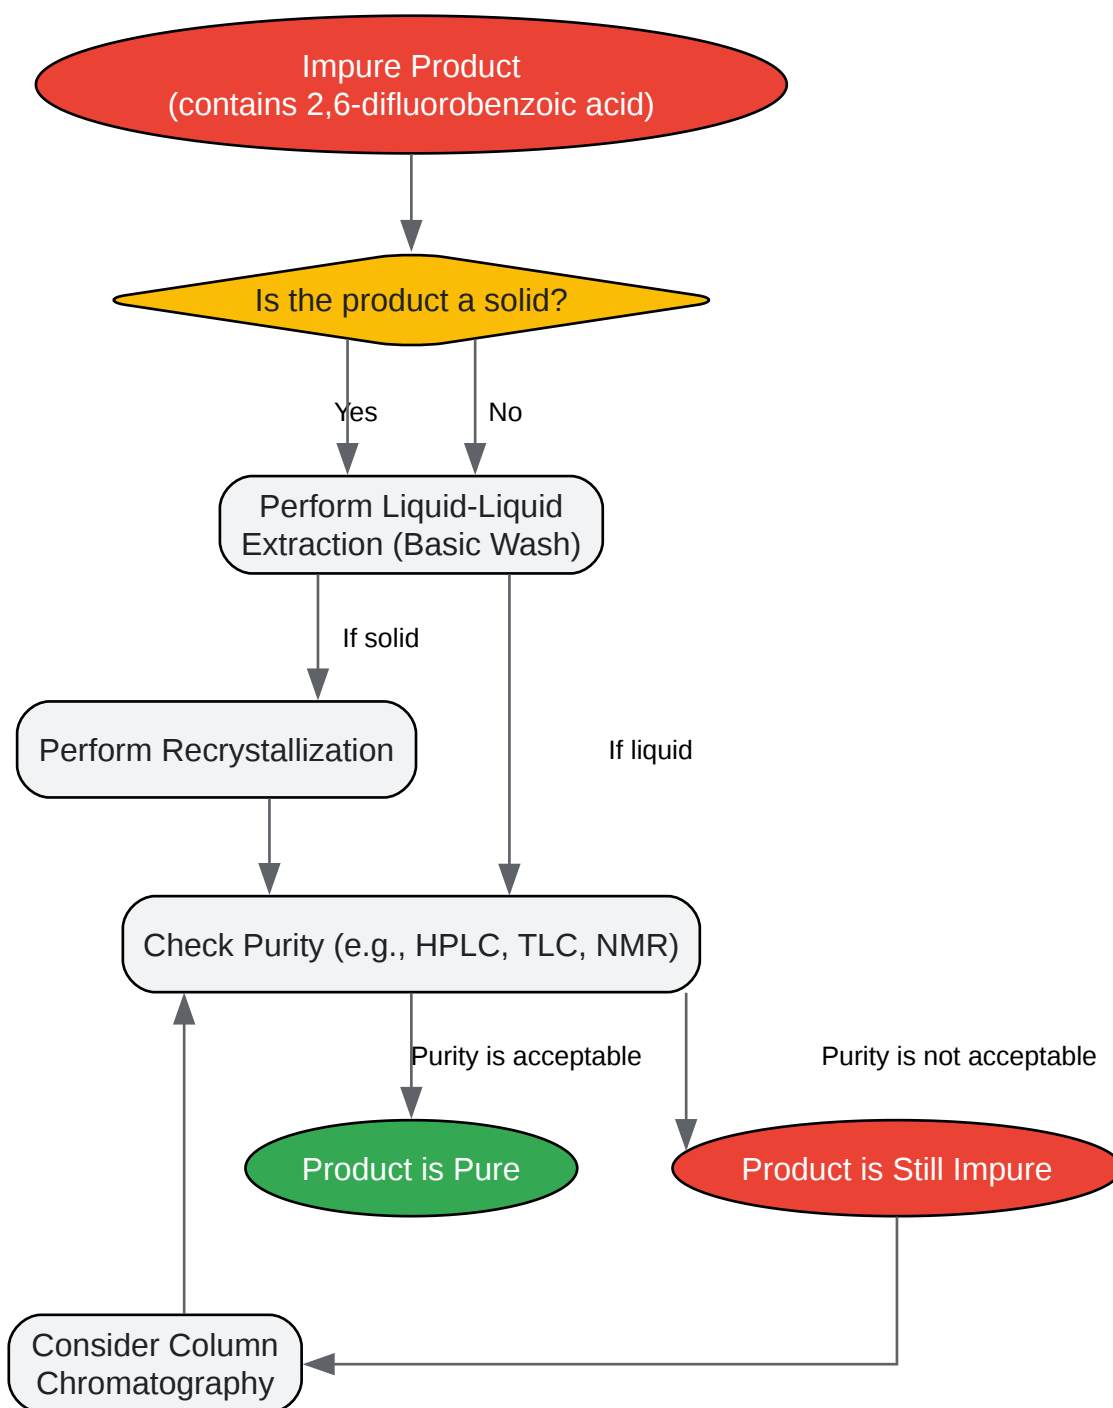 Impure Product
(contains 2,6-difluorobenzoic acid)
Is the product a solid?
Yes
No
Perform Liquid-Liquid
Extraction (Basic Wash)
If solid
Perform Recrystallization
If liquid
Check Purity (e.g., HPLC, TLC, NMR)
Purity is acceptable
Purity is not acceptable
Product is Pure
Product is Still Impure
Consider Column
Chromatography